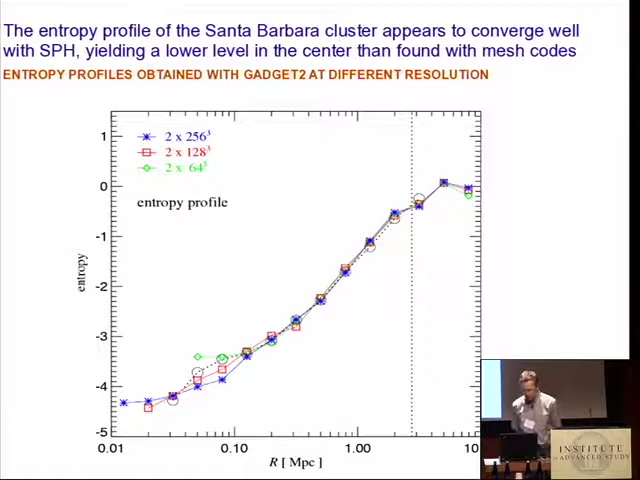 The entropy profile of the Santa Barbara cluster appears to converge well
with SPH, yielding a lower level in the center than found with mesh codes
ENTROPY PROFILES OBTAINED WITH GADGET2 AT DIFFERENT RESOLUTION
2 x 256³
2 x 128³
2 x 64³
entropy profile
entropy
1
0
-1
-2
-3
-4
-5
0.01 0.10 1.00 10
R [ Mpc ]
INSTITUTE
ADVANCED STUDY